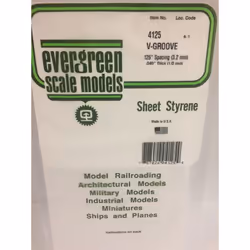 Item No. Loc. Code
4125
V-GROOVE
.125" Spacing (3.2 mm)
.040" Thick (1.0 mm)
evergreen
scale models
Sheet Styrene
Made in U.S.A.
Model Railroading
Architectural Models
Military Models
Industrial Models
Miniatures
Ships and Planes